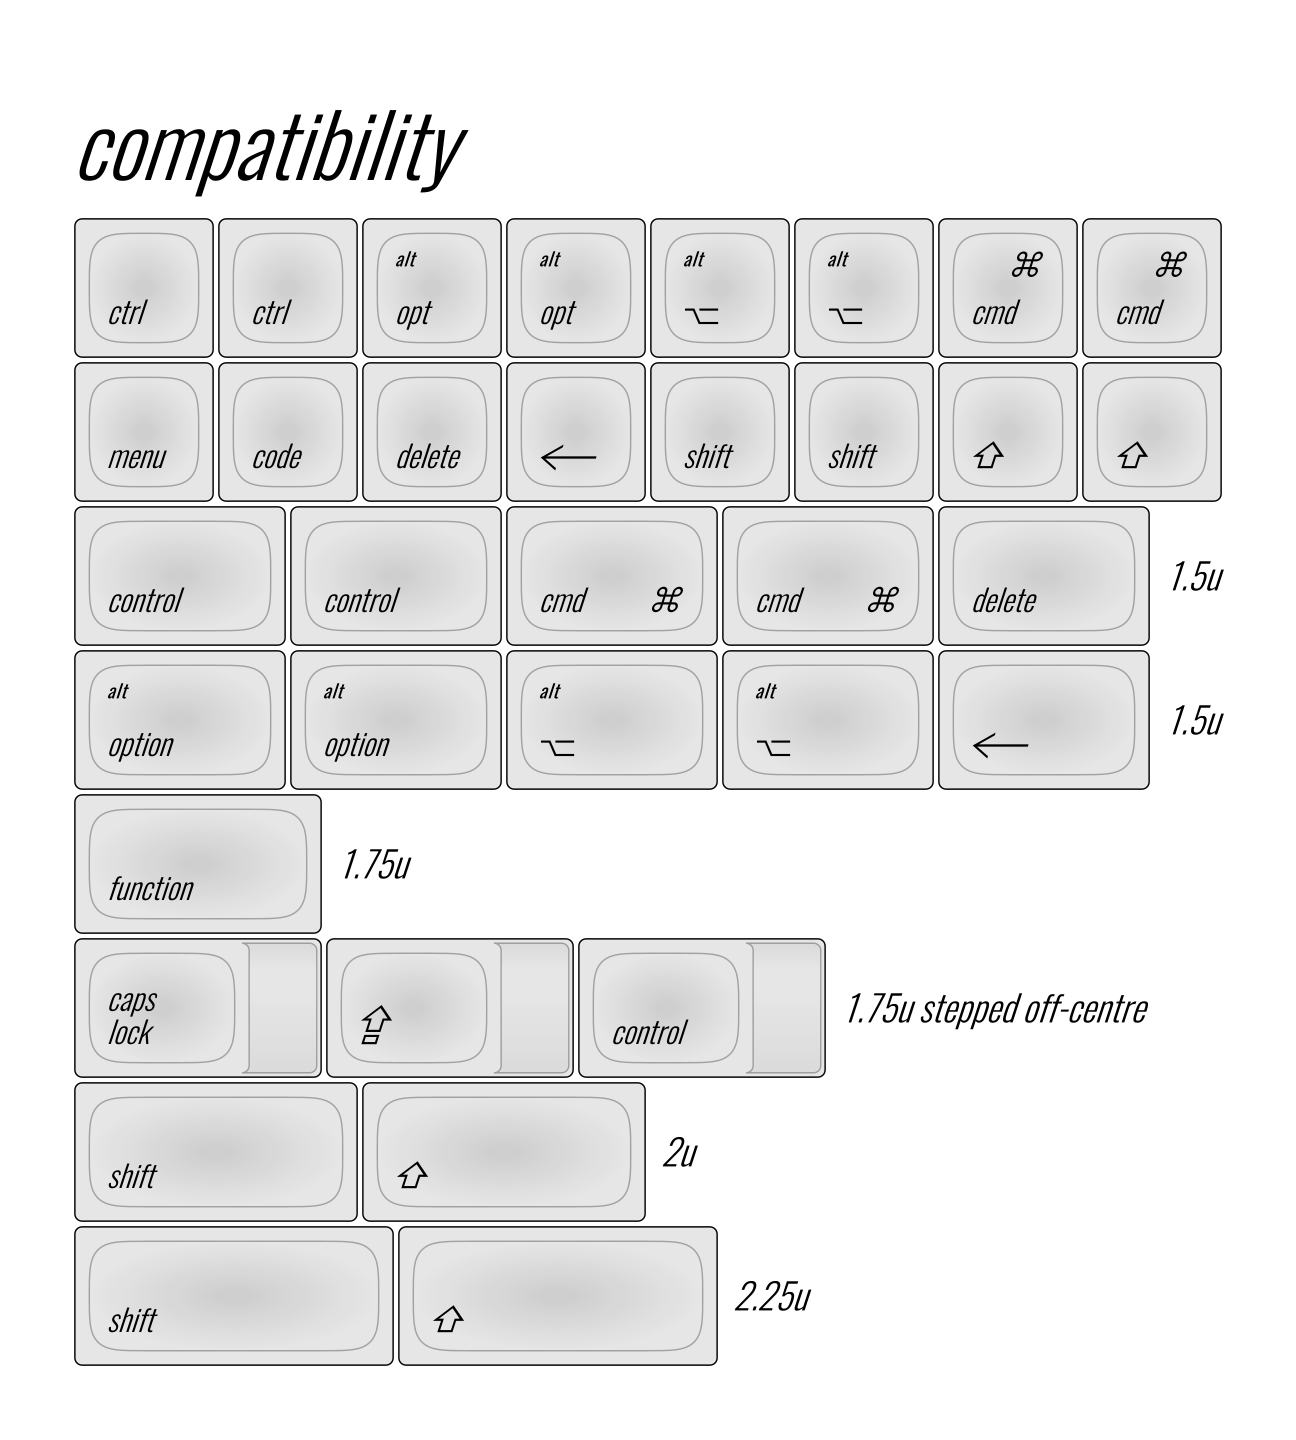 compatibility
ctrl ctrl alt opt alt opt alt ⌥ alt ⌥ ⌘ cmd ⌘ cmd
menu code delete ← shift shift ⇧ ⇧
control control cmd ⌘ cmd ⌘ delete 1.5u
alt option alt option alt ⌥ alt ⌥ ← 1.5u
function 1.75u
caps lock ⇪ control 1.75u stepped off-centre
shift ⇧ 2u
shift ⇧ 2.25u